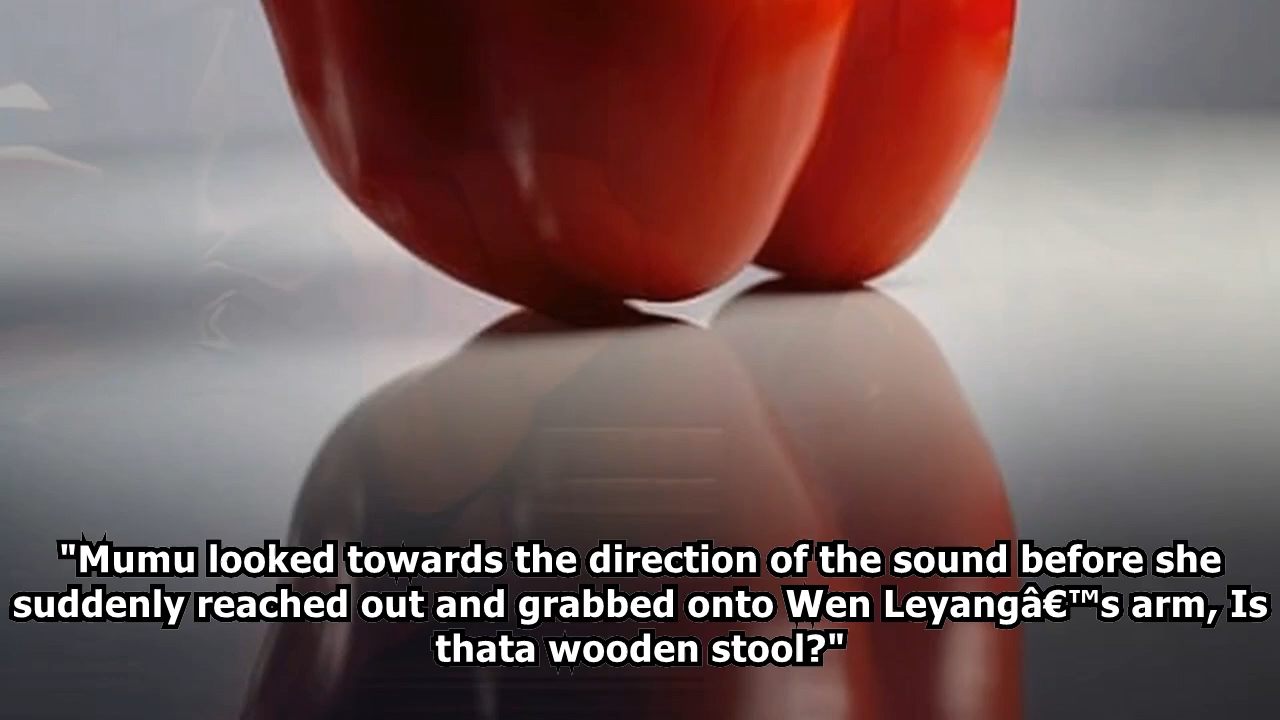 "Mumu looked towards the direction of the sound before she
suddenly reached out and grabbed onto Wen Leyangâ€™s arm, Is
thata wooden stool?"